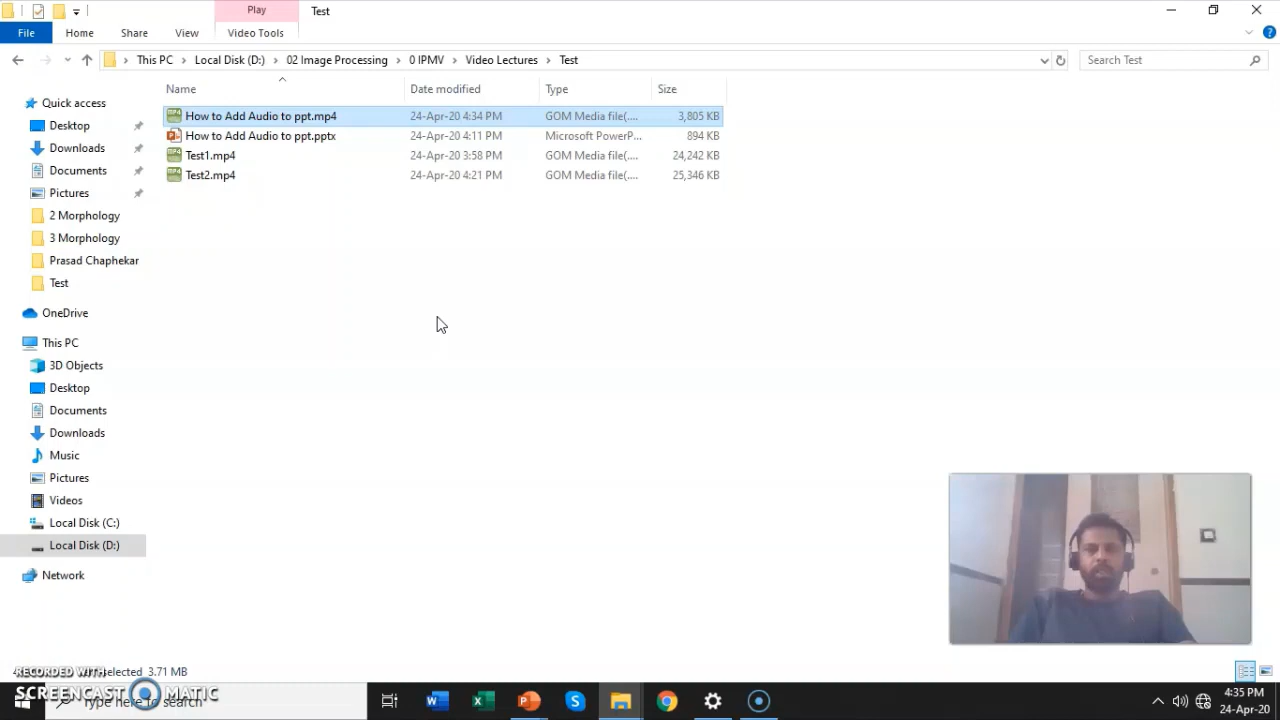 Play
Test
File
Home
Share
View
Video Tools
This PC
Local Disk (D:)
02 Image Processing
0 IPMV
Video Lectures
Test
Search Test
Name
Date modified
Type
Size
How to Add Audio to ppt.mp4
24-Apr-20 4:34 PM
GOM Media file(....
3,805 KB
How to Add Audio to ppt.pptx
24-Apr-20 4:11 PM
Microsoft PowerP...
894 KB
Test1.mp4
24-Apr-20 3:58 PM
GOM Media file(....
24,242 KB
Test2.mp4
24-Apr-20 4:21 PM
GOM Media file(....
25,346 KB
Quick access
Desktop
Downloads
Documents
Pictures
2 Morphology
3 Morphology
Prasad Chaphekar
Test
OneDrive
This PC
3D Objects
Desktop
Documents
Downloads
Music
Pictures
Videos
Local Disk (C:)
Local Disk (D:)
Network
selected 3.71 MB
RECORDED WITH
SCREENCAST MATIC
Type here to search
4:35 PM
24-Apr-20